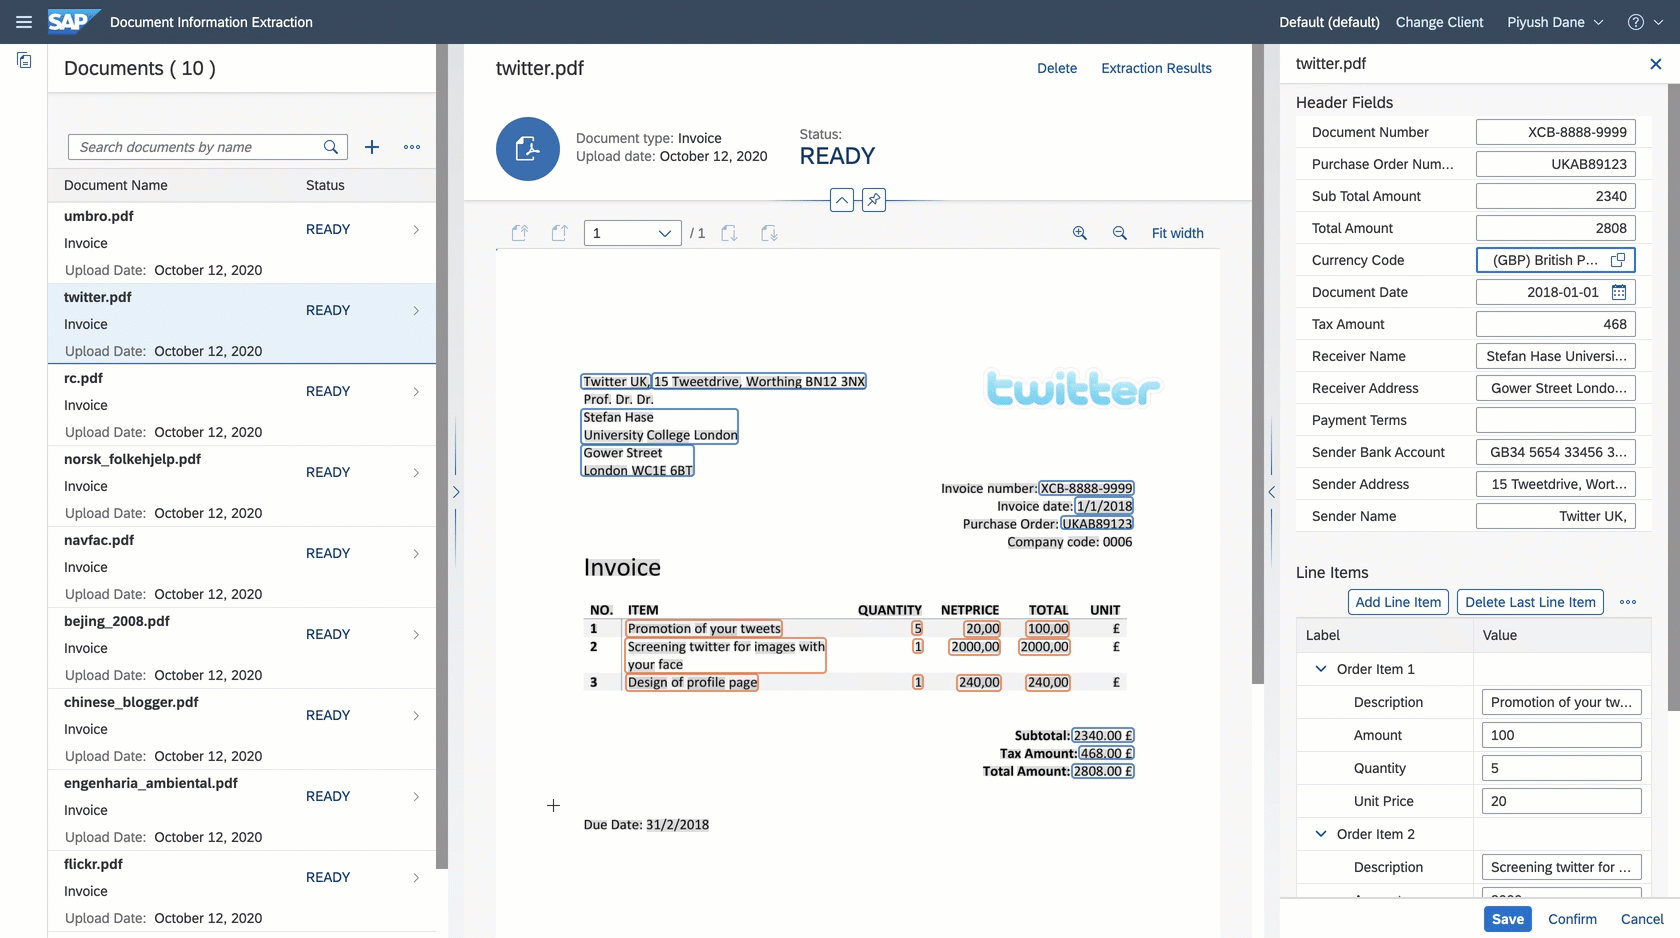 SAP Document Information Extraction
Default (default) Change Client Piyush Dane
Documents ( 10 )
Search documents by name
Document Name Status
umbro.pdf
READY
Invoice
Upload Date: October 12, 2020
twitter.pdf
READY
Invoice
Upload Date: October 12, 2020
rc.pdf
READY
Invoice
Upload Date: October 12, 2020
norsk_folkehjelp.pdf
READY
Invoice
Upload Date: October 12, 2020
navfac.pdf
READY
Invoice
Upload Date: October 12, 2020
bejing_2008.pdf
READY
Invoice
Upload Date: October 12, 2020
chinese_blogger.pdf
READY
Invoice
Upload Date: October 12, 2020
engenharia_ambiental.pdf
READY
Invoice
Upload Date: October 12, 2020
flickr.pdf
READY
Invoice
Upload Date: October 12, 2020
twitter.pdf
Delete Extraction Results
Document type: Invoice
Upload date: October 12, 2020
Status:
READY
1 / 1
Fit width
twitter
Twitter UK, 15 Tweetdrive, Worthing BN12 3NX
Prof. Dr. Dr.
Stefan Hase
University College London
Gower Street
London WC1E 6BT
Invoice number: XCB-8888-9999
Invoice date: 1/1/2018
Purchase Order: UKAB89123
Company code: 0006
Invoice
NO. ITEM QUANTITY NETPRICE TOTAL UNIT
1 Promotion of your tweets 5 20,00 100,00 £
2 Screening twitter for images with 1 2000,00 2000,00 £
your face
3 Design of profile page 1 240,00 240,00 £
Subtotal: 2340.00 £
Tax Amount: 468.00 £
Total Amount: 2808.00 £
Due Date: 31/2/2018
twitter.pdf
Header Fields
Document Number XCB-8888-9999
Purchase Order Num... UKAB89123
Sub Total Amount 2340
Total Amount 2808
Currency Code (GBP) British P...
Document Date 2018-01-01
Tax Amount 468
Receiver Name Stefan Hase Universi...
Receiver Address Gower Street Londo...
Payment Terms
Sender Bank Account GB34 5654 33456 3...
Sender Address 15 Tweetdrive, Wort...
Sender Name Twitter UK,
Line Items
Add Line Item Delete Last Line Item
Label Value
Order Item 1
Description Promotion of your tw...
Amount 100
Quantity 5
Unit Price 20
Order Item 2
Description Screening twitter for ...
Save Confirm Cancel